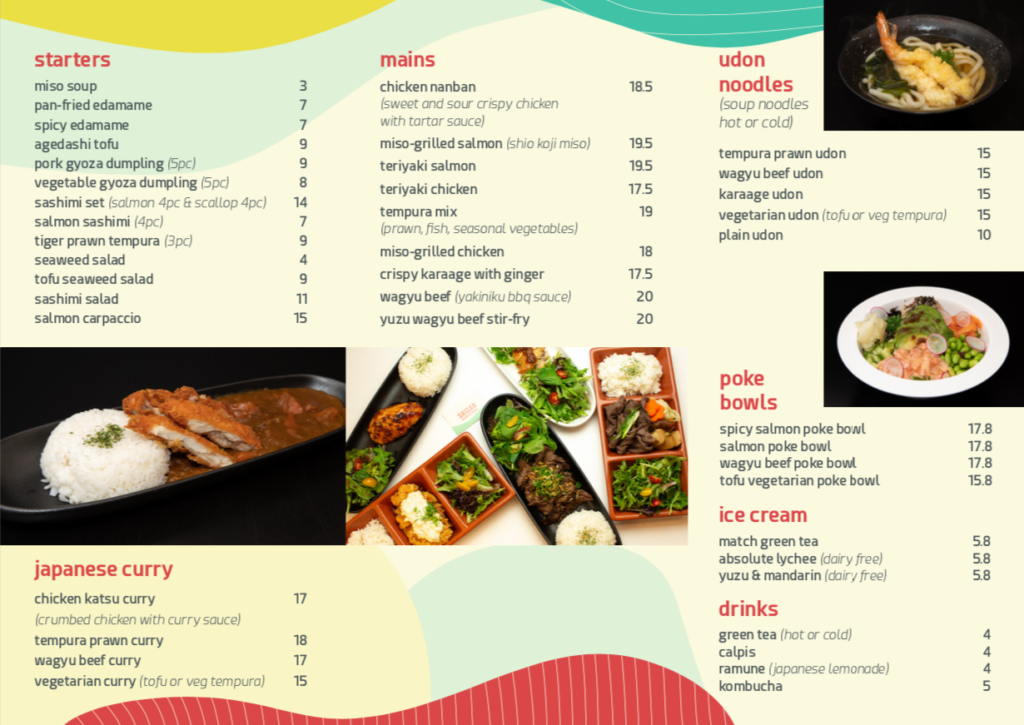 starters
miso soup 3
pan-fried edamame 7
spicy edamame 7
agedashi tofu 9
pork gyoza dumpling (5pc) 9
vegetable gyoza dumpling (5pc) 8
sashimi set (salmon 4pc & scallop 4pc) 14
salmon sashimi (4pc) 7
tiger prawn tempura (3pc) 9
seaweed salad 4
tofu seaweed salad 9
sashimi salad 11
salmon carpaccio 15
mains
chicken nanban 18.5
(sweet and sour crispy chicken
with tartar sauce)
miso-grilled salmon (shio koji miso) 19.5
teriyaki salmon 19.5
teriyaki chicken 17.5
tempura mix 19
(prawn, fish, seasonal vegetables)
miso-grilled chicken 18
crispy karaage with ginger 17.5
wagyu beef (yakiniku bbq sauce) 20
yuzu wagyu beef stir-fry 20
udon
noodles
(soup noodles
hot or cold)
tempura prawn udon 15
wagyu beef udon 15
karaage udon 15
vegetarian udon (tofu or veg tempura) 15
plain udon 10
poke
bowls
spicy salmon poke bowl 17.8
salmon poke bowl 17.8
wagyu beef poke bowl 17.8
tofu vegetarian poke bowl 15.8
ice cream
match green tea 5.8
absolute lychee (dairy free) 5.8
yuzu & mandarin (dairy free) 5.8
drinks
green tea (hot or cold) 4
calpis 4
ramune (japanese lemonade) 4
kombucha 5
japanese curry
chicken katsu curry 17
(crumbed chicken with curry sauce)
tempura prawn curry 18
wagyu beef curry 17
vegetarian curry (tofu or veg tempura) 15